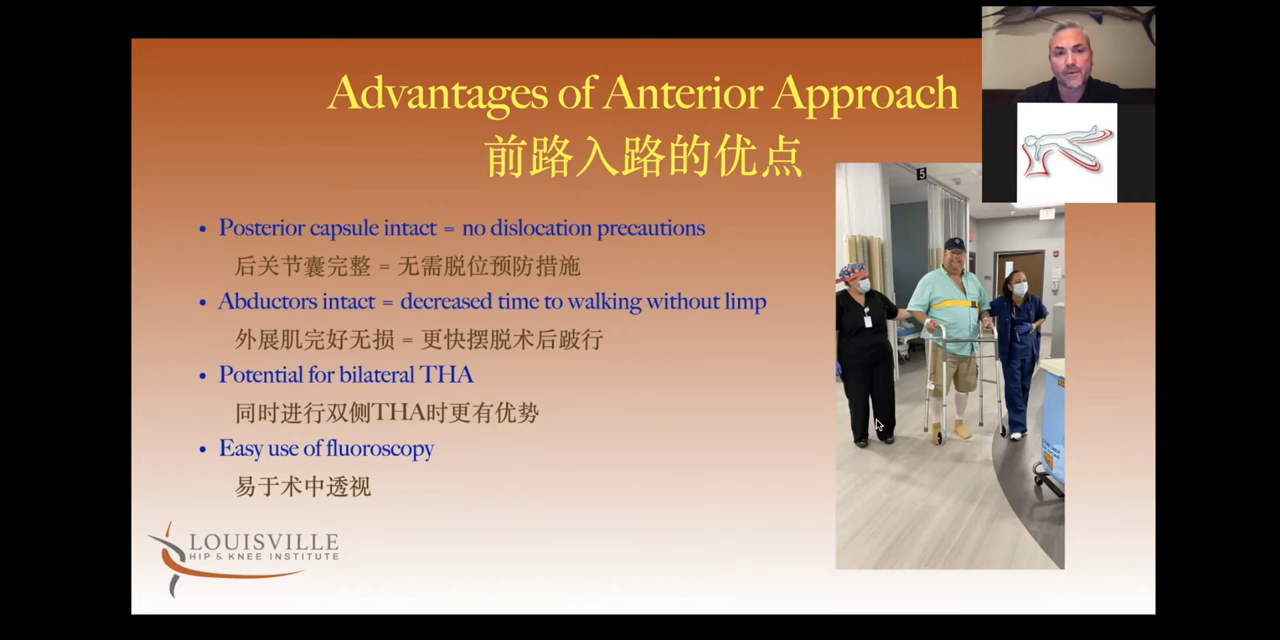 Advantages of Anterior Approach
前路入路的优点
5
• Posterior capsule intact = no dislocation precautions
后关节囊完整 = 无需脱位预防措施
• Abductors intact = decreased time to walking without limp
外展肌完好无损 = 更快摆脱术后跛行
• Potential for bilateral THA
同时进行双侧THA时更有优势
• Easy use of fluoroscopy
易于术中透视
LOUISVILLE
HIP & KNEE INSTITUTE